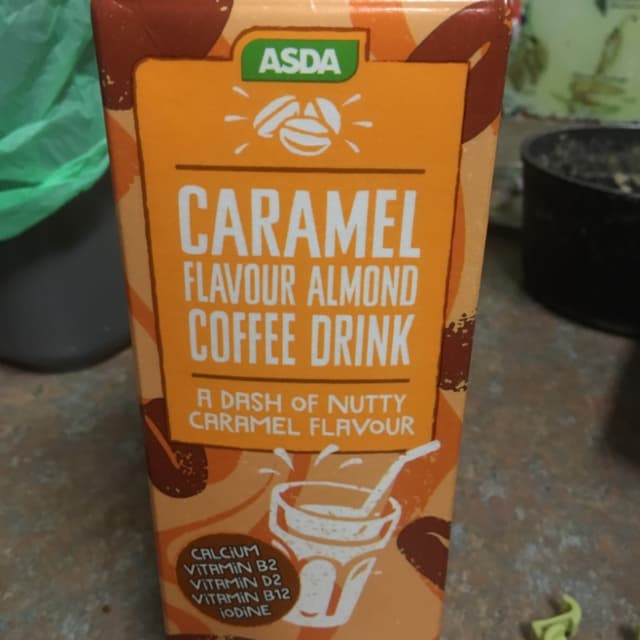 ASDA
CARAMEL
FLAVOUR ALMOND
COFFEE DRINK
A DASH OF NUTTY
CARAMEL FLAVOUR
CALCIUM
VITAMIN B2
VITAMIN D2
VITAMIN B12
IODINE